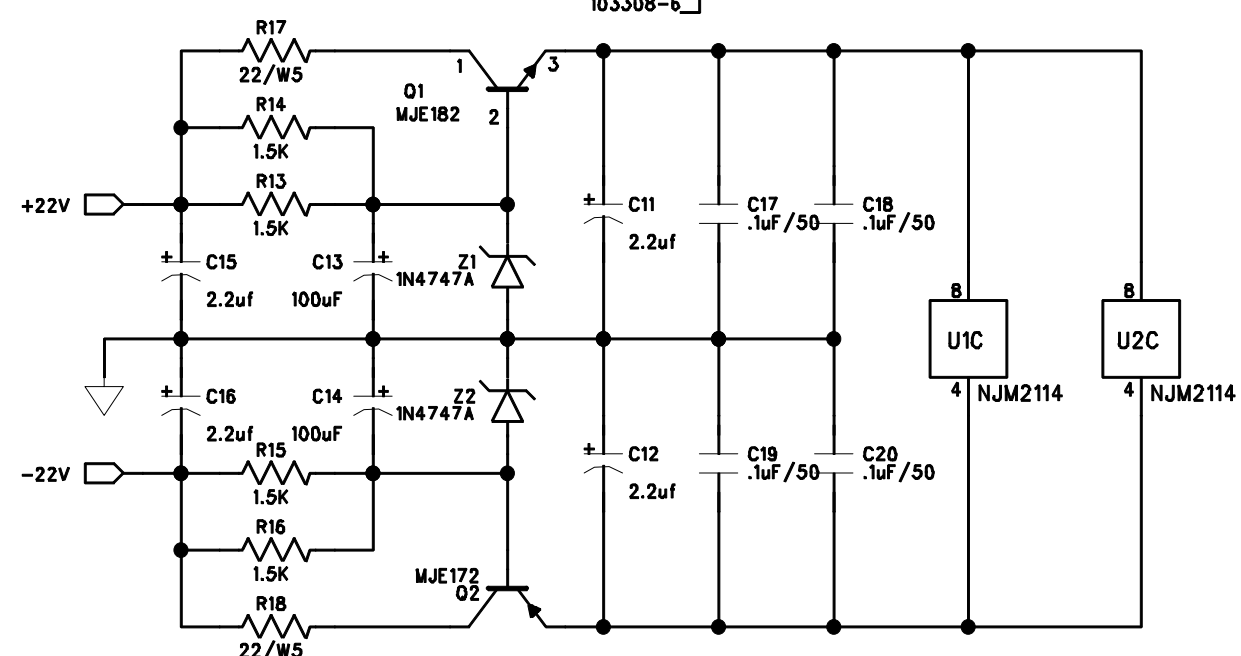 103308-6
R17
22/W5
1
3
Q1
MJE182
2
R14
1.5K
R13
1.5K
+22V
+
C15
2.2uf
C13
+
100uF
Z1
1N4747A
+
C11
2.2uf
C17
.1uF/50
C18
.1uF/50
8
U1C
4
NJM2114
8
U2C
4
NJM2114
+
C16
2.2uf
C14
+
100uF
Z2
1N4747A
-22V
R15
1.5K
R16
1.5K
R18
22/W5
MJE172
Q2
+
C12
2.2uf
C19
.1uF/50
C20
.1uF/50